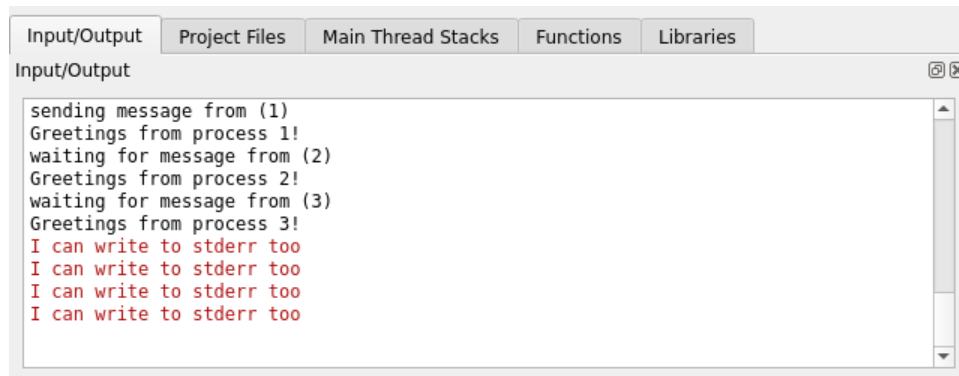 Input/Output Project Files Main Thread Stacks Functions Libraries
Input/Output
sending message from (1)
Greetings from process 1!
waiting for message from (2)
Greetings from process 2!
waiting for message from (3)
Greetings from process 3!
I can write to stderr too
I can write to stderr too
I can write to stderr too
I can write to stderr too